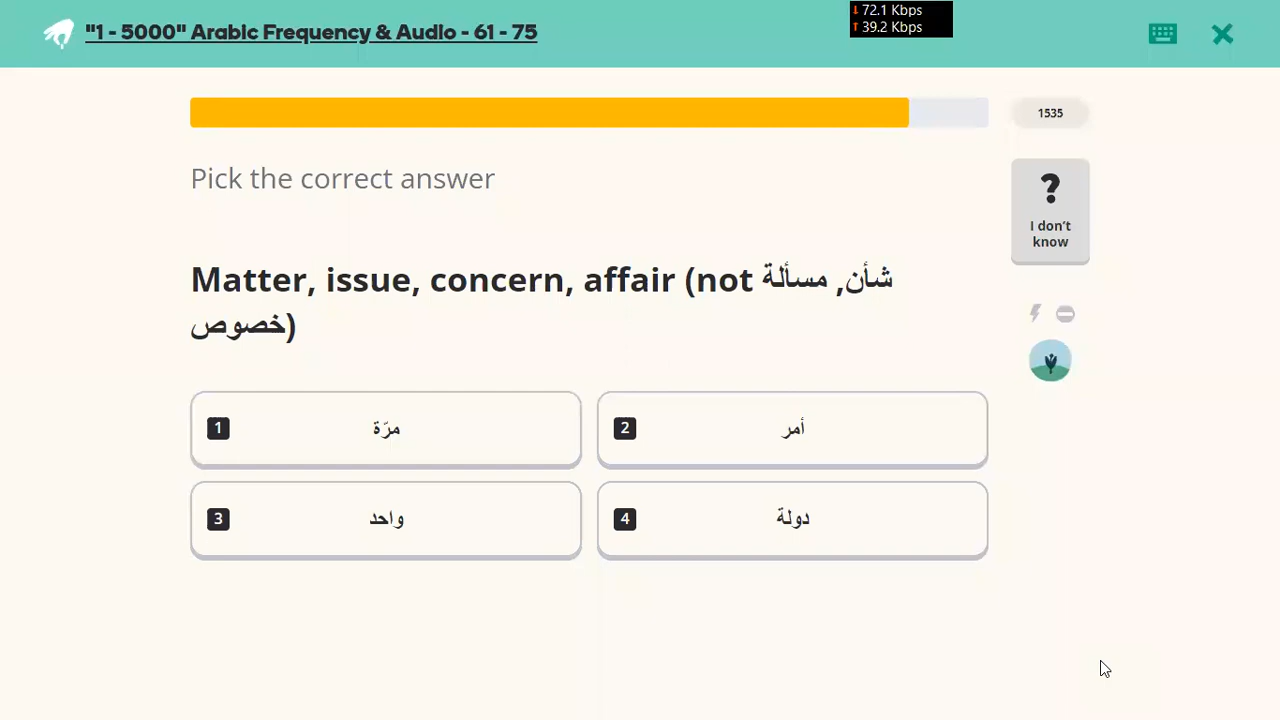 "1 - 5000" Arabic Frequency & Audio - 61 - 75
↓ 72.1 Kbps
↑ 39.2 Kbps
1535
Pick the correct answer
?
I don't
know
Matter, issue, concern, affair (not شأن, مسألة
خصوص)
1 مرّة
2 أمر
3 واحد
4 دولة